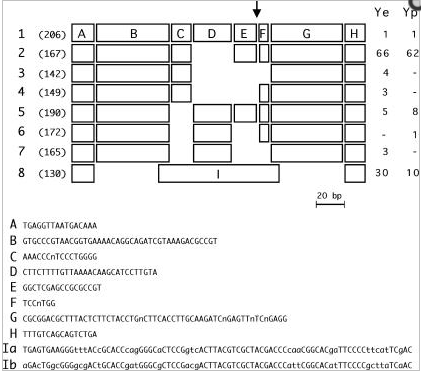 Ye Yp
1 (206) A B C D E F G H 1 1
2 (167) 66 62
3 (142) 4 -
4 (149) 3 -
5 (190) 5 8
6 (172) - 1
7 (165) 3 -
8 (130) I 30 10
20 bp
A TGAGGTTAATGACAAA
B GTGCCCGTAACGGTGAAAACAGGCAGATCGTAAAGACGCCGT
C AAACCCnTCCCTGGGG
D CTTCTTTTGTTAAAACAAGCATCCTTGTA
E GGCTCGAGCCGCGCCGT
F TCCnTGG
G CGCGGACGCTTTACTCTTCTACCTGnCTTCACCTTGCAAGATCnGAGTTnTCnGAGG
H TTTGTCAGCAGTCTGA
Ia TGAGTGAAGGGttTACcGCACCcagGGGCaCTCCGgtcACTTACGTCGCTACGACCCcaaCGGCACgaTTCCCCttcatTCgAC
Ib aGAcTGgcGGGgcgACtGCACCgatGGGCgCTCCGacgACTTACGTCGCTACGACCCattCGGCACatTTCCCCgcttaTCaAC